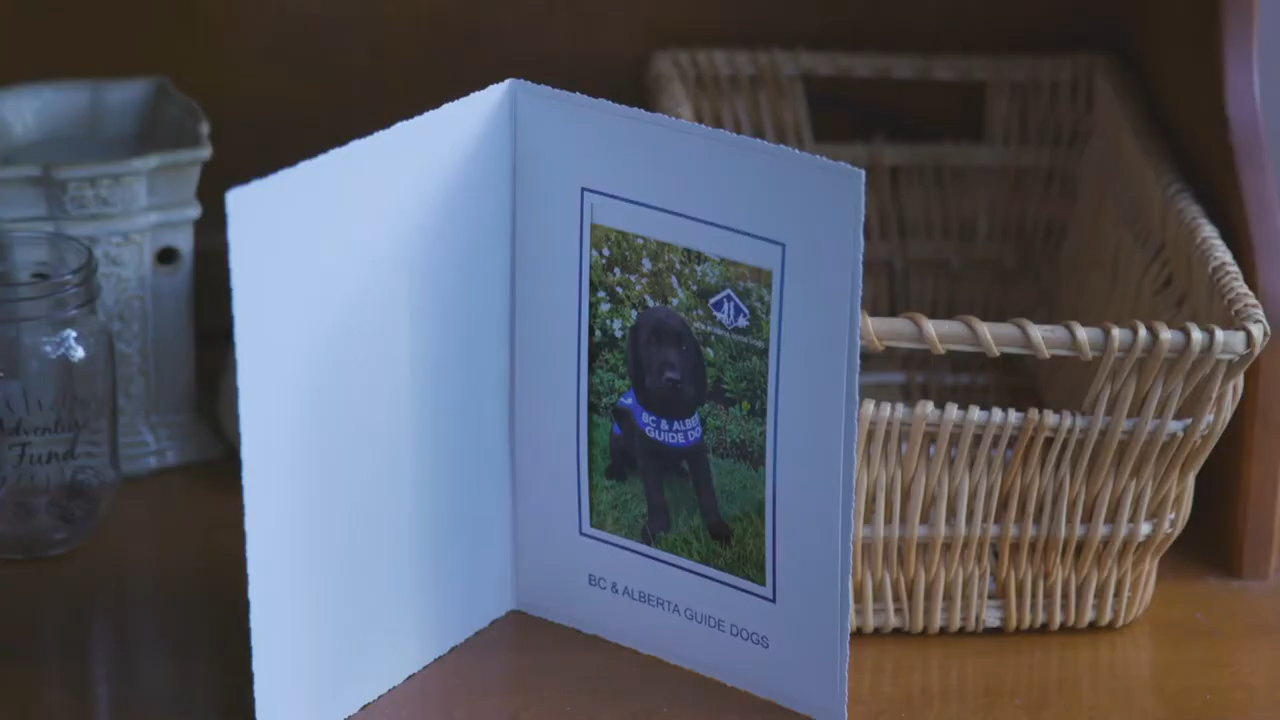 Adventure
Fund
BC & ALBE
GUIDE DO
BC & ALBERTA GUIDE DOGS